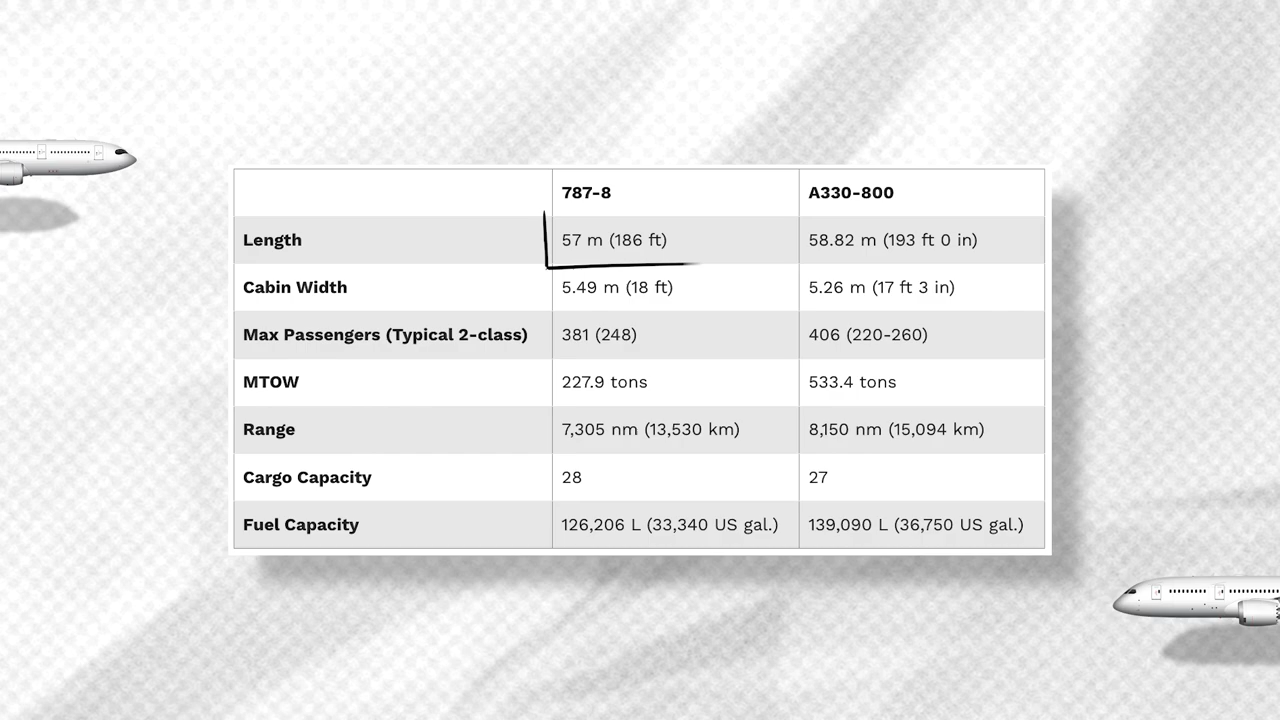 787-8 A330-800
Length 57 m (186 ft) 58.82 m (193 ft 0 in)
Cabin Width 5.49 m (18 ft) 5.26 m (17 ft 3 in)
Max Passengers (Typical 2-class) 381 (248) 406 (220-260)
MTOW 227.9 tons 533.4 tons
Range 7,305 nm (13,530 km) 8,150 nm (15,094 km)
Cargo Capacity 28 27
Fuel Capacity 126,206 L (33,340 US gal.) 139,090 L (36,750 US gal.)